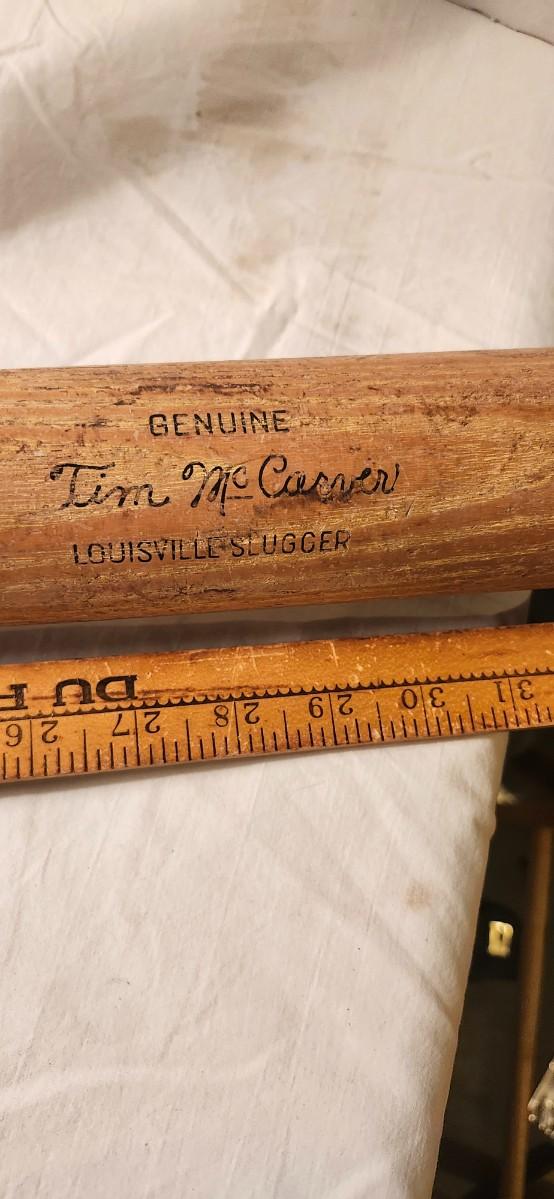 GENUINE
Tim McCarver
LOUISVILLE SLUGGER
DU F
26 27 28 29 30 31